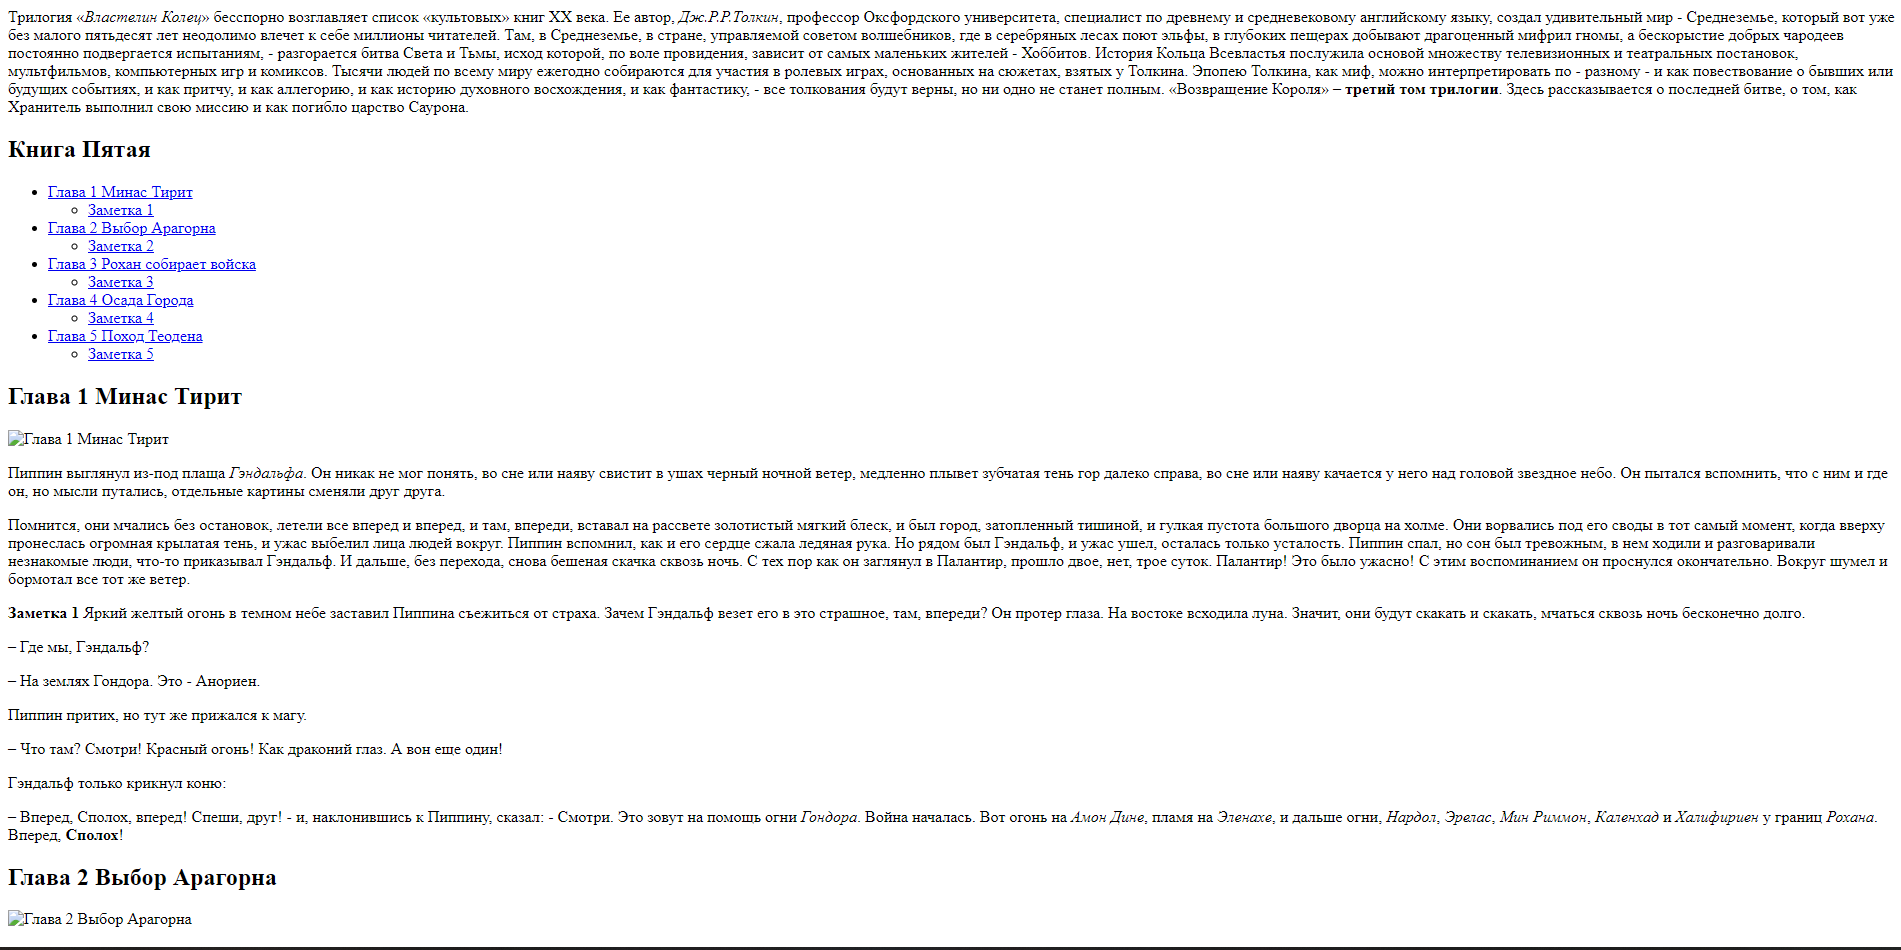 Трилогия «Властелин Колец» бесспорно возглавляет список «культовых» книг XX века. Ее автор, Дж.Р.Р.Толкин, профессор Оксфордского университета, специалист по древнему и средневековому английскому языку, создал удивительный мир - Среднеземье, который вот уже
без малого пятьдесят лет неодолимо влечет к себе миллионы читателей. Там, в Среднеземье, в стране, управляемой советом волшебников, где в серебряных лесах поют эльфы, в глубоких пещерах добывают драгоценный мифрил гномы, а бескорыстие добрых чародеев
постоянно подвергается испытаниям, - разгорается битва Света и Тьмы, исход которой, по воле провидения, зависит от самых маленьких жителей - Хоббитов. История Кольца Всевластья послужила основой множеству телевизионных и театральных постановок,
мультфильмов, компьютерных игр и комиксов. Тысячи людей по всему миру ежегодно собираются для участия в ролевых играх, основанных на сюжетах, взятых у Толкина. Эпопею Толкина, как миф, можно интерпретировать по - разному - и как повествование о бывших или
будущих событиях, и как притчу, и как аллегорию, и как историю духовного восхождения, и как фантастику, - все толкования будут верны, но ни одно не станет полным. «Возвращение Короля» – третий том трилогии. Здесь рассказывается о последней битве, о том, как
Хранитель выполнил свою миссию и как погибло царство Саурона.
Книга Пятая
Глава 1 Минас Тирит
Заметка 1
Глава 2 Выбор Арагорна
Заметка 2
Глава 3 Рохан собирает войска
Заметка 3
Глава 4 Осада Города
Заметка 4
Глава 5 Поход Теодена
Заметка 5
Глава 1 Минас Тирит
Глава 1 Минас Тирит
Пиппин выглянул из-под плаща Гэндальфа. Он никак не мог понять, во сне или наяву свистит в ушах черный ночной ветер, медленно плывет зубчатая тень гор далеко справа, во сне или наяву качается у него над головой звездное небо. Он пытался вспомнить, что с ним и где
он, но мысли путались, отдельные картины сменяли друг друга.
Помнится, они мчались без остановок, летели все вперед и вперед, и там, впереди, вставал на рассвете золотистый мягкий блеск, и был город, затопленный тишиной, и гулкая пустота большого дворца на холме. Они ворвались под его своды в тот самый момент, когда вверху
пронеслась огромная крылатая тень, и ужас выбелил лица людей вокруг. Пиппин вспомнил, как и его сердце сжала ледяная рука. Но рядом был Гэндальф, и ужас ушел, осталась только усталость. Пиппин спал, но сон был тревожным, в нем ходили и разговаривали
незнакомые люди, что-то приказывал Гэндальф. И дальше, без перехода, снова бешеная скачка сквозь ночь. С тех пор как он заглянул в Палантир, прошло двое, нет, трое суток. Палантир! Это было ужасно! С этим воспоминанием он проснулся окончательно. Вокруг шумел и
бормотал все тот же ветер.
Заметка 1 Яркий желтый огонь в темном небе заставил Пиппина съежиться от страха. Зачем Гэндальф везет его в это страшное, там, впереди? Он протер глаза. На востоке всходила луна. Значит, они будут скакать и скакать, мчаться сквозь ночь бесконечно долго.
– Где мы, Гэндальф?
– На землях Гондора. Это - Анориен.
Пиппин притих, но тут же прижался к магу.
– Что там? Смотри! Красный огонь! Как драконий глаз. А вон еще один!
Гэндальф только крикнул коню:
– Вперед, Сполох, вперед! Спеши, друг! - и, наклонившись к Пиппину, сказал: - Смотри. Это зовут на помощь огни Гондора. Война началась. Вот огонь на Амон Дине, пламя на Эленахе, и дальше огни, Нардол, Эрелас, Мин Риммон, Каленхад и Халифириен у границ Рохана.
Вперед, Сполох!
Глава 2 Выбор Арагорна
Глава 2 Выбор Арагорна